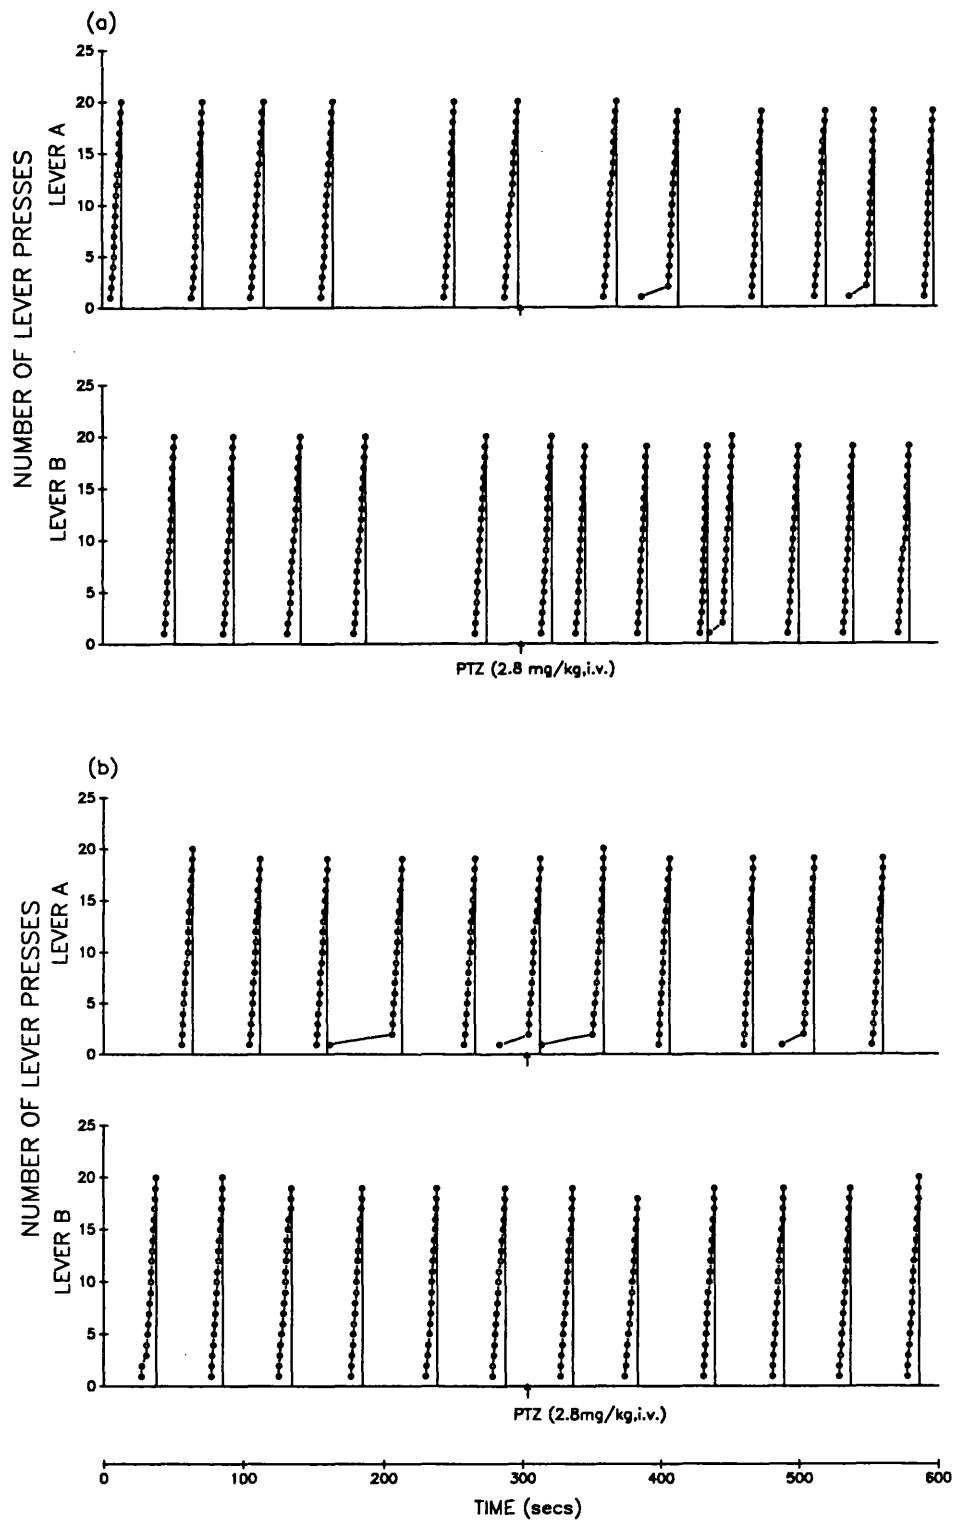 (a)
NUMBER OF LEVER PRESSES
LEVER A
25
20
15
10
5
0
LEVER B
25
20
15
10
5
0
PTZ (2.8 mg/kg,i.v.)
(b)
NUMBER OF LEVER PRESSES
LEVER A
25
20
15
10
5
0
LEVER B
25
20
15
10
5
0
PTZ (2.8mg/kg,i.v.)
0 100 200 300 400 500 600
TIME (secs)